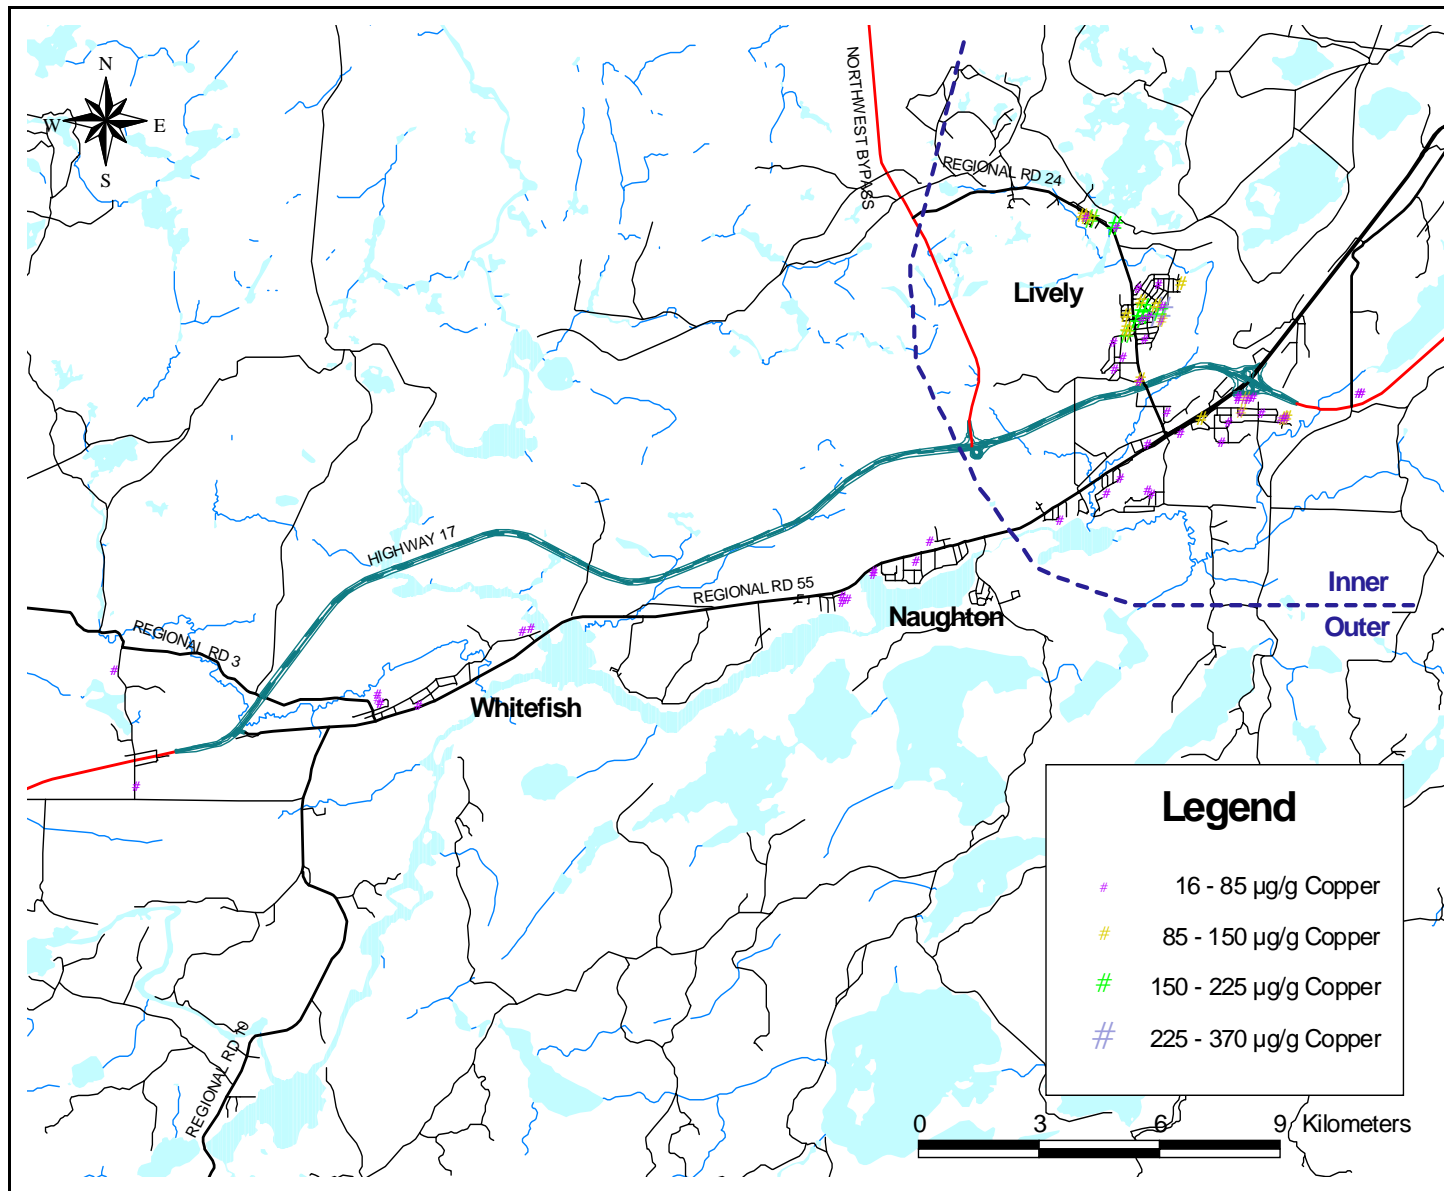 N
W E
S
NORTHWEST BYPASS
REGIONAL RD 24
Lively
HIGHWAY 17
REGIONAL RD 55
Naughton
Inner
Outer
REGIONAL RD 3
Whitefish
REGIONAL RD 10
Legend
# 16 - 85 µg/g Copper
# 85 - 150 µg/g Copper
# 150 - 225 µg/g Copper
# 225 - 370 µg/g Copper
0 3 6 9 Kilometers